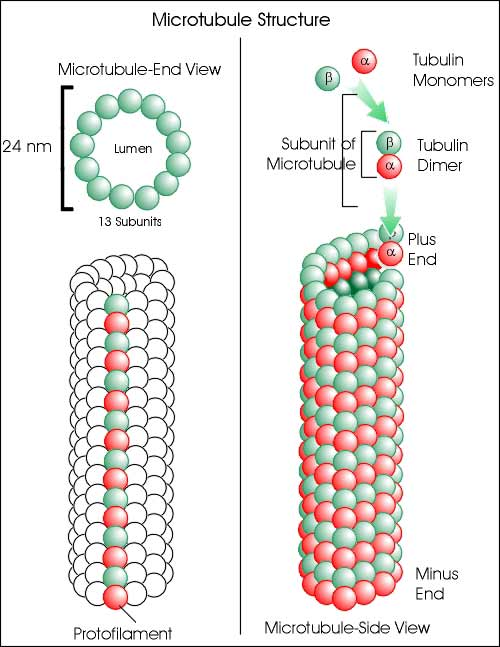 Microtubule Structure
Microtubule-End View
24 nm
Lumen
13 Subunits
Protofilament
α
β
Tubulin
Monomers
Subunit of
Microtubule
β
α
Tubulin
Dimer
α
Plus
End
Minus
End
Microtubule-Side View